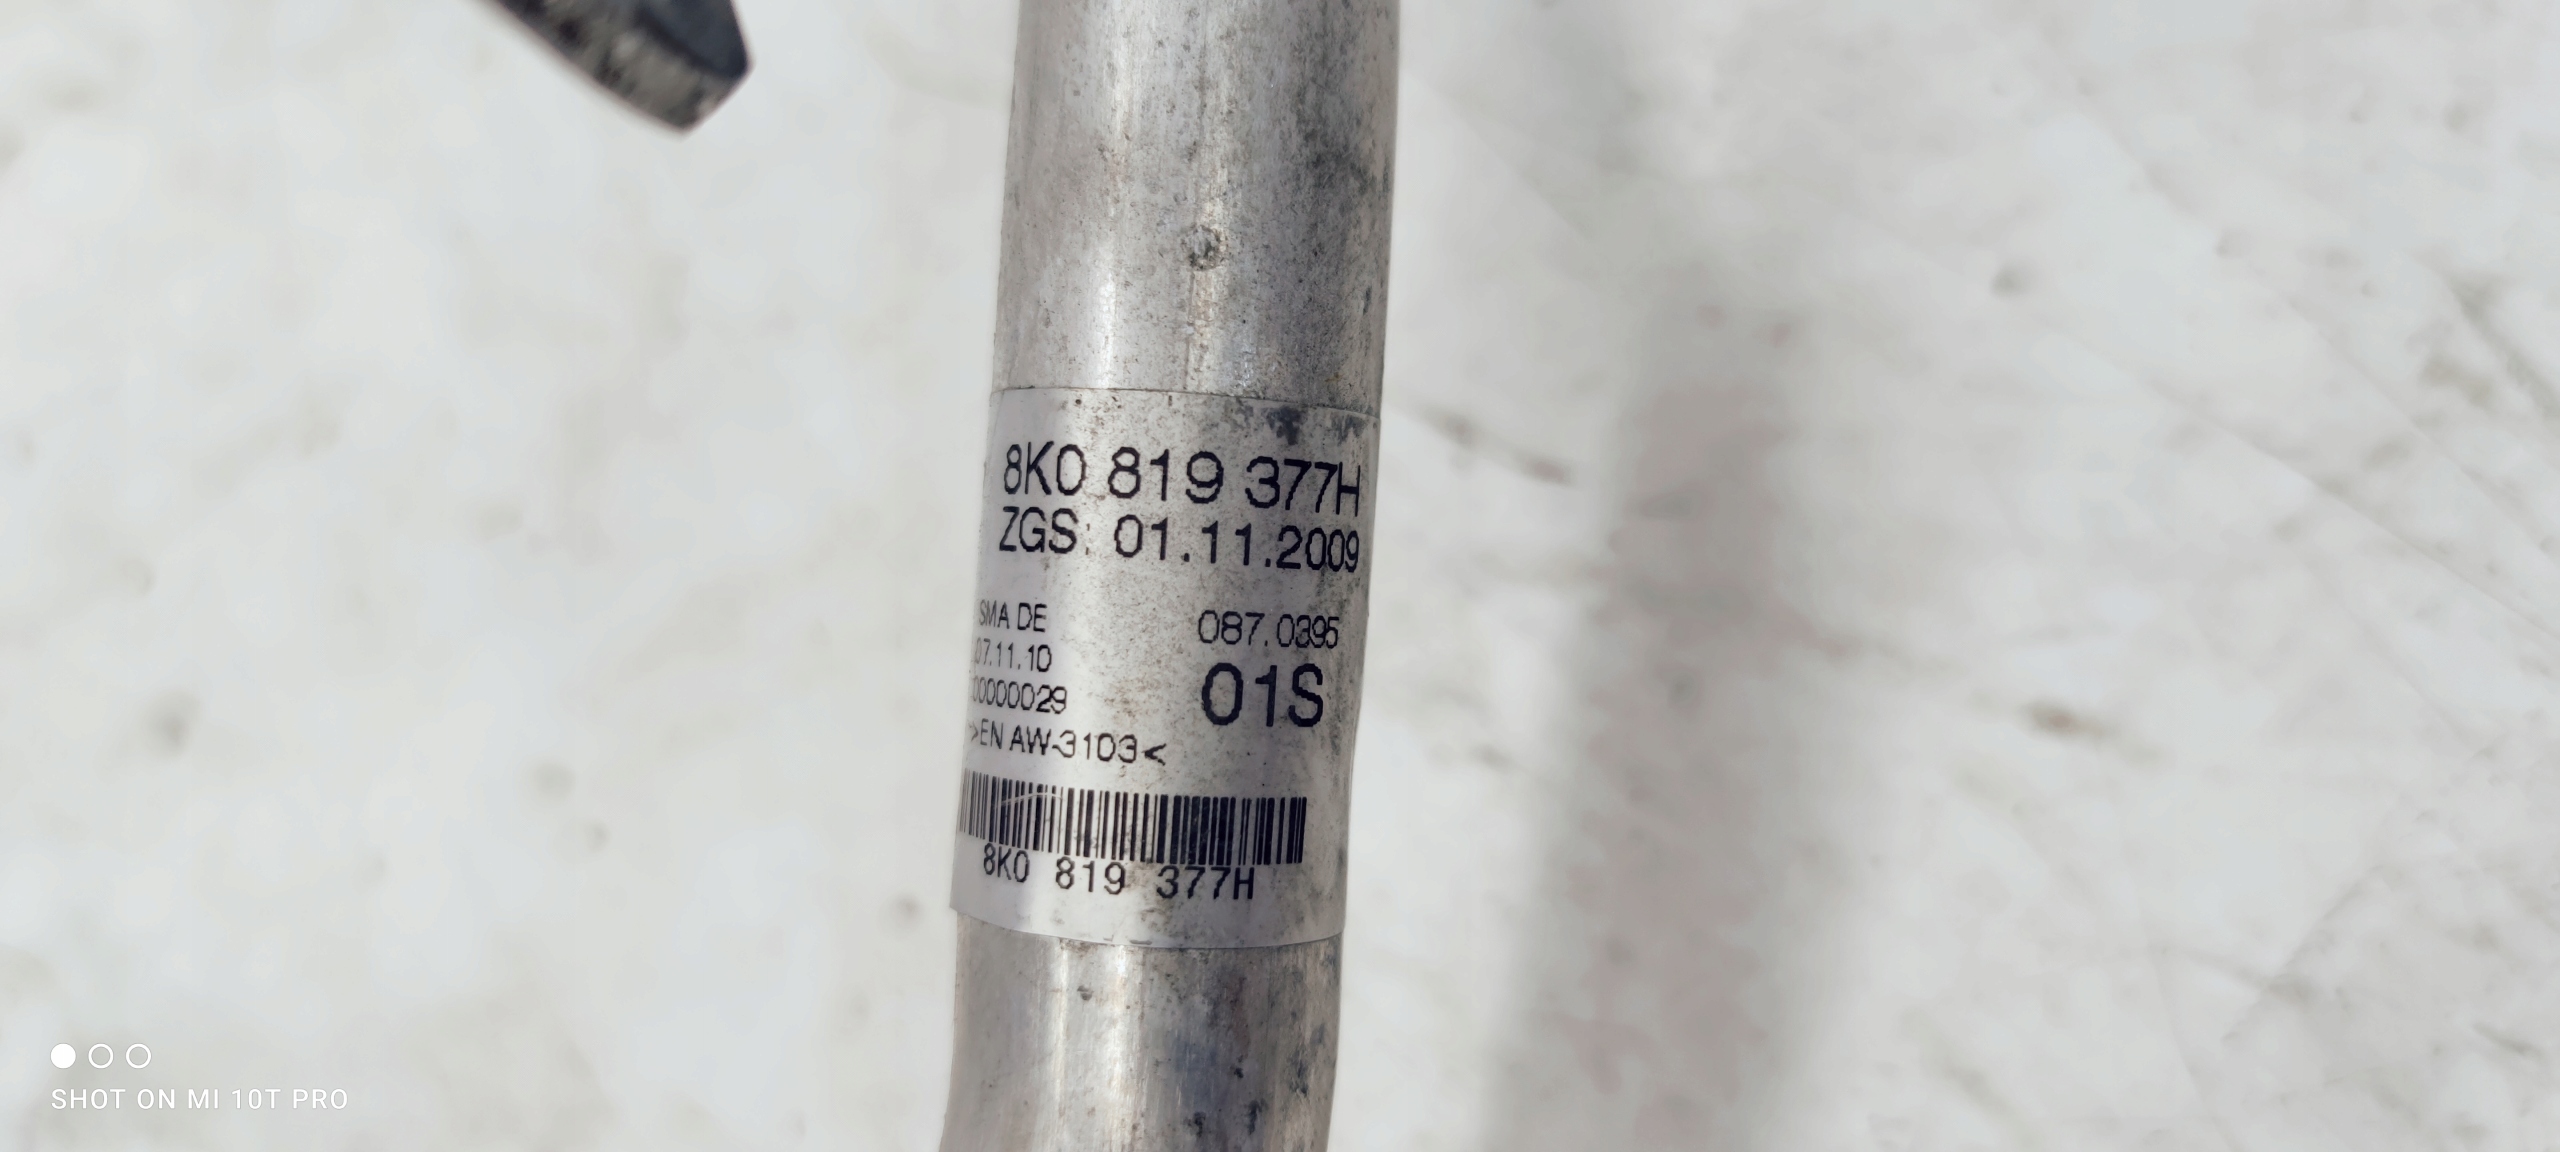 8K0 819 377H
ZGS: 01.11.2009
SMA DE
087.0395
07.11.10
01S
00000029
>EN AW-3103<
8K0 819 377H
SHOT ON MI 10T PRO